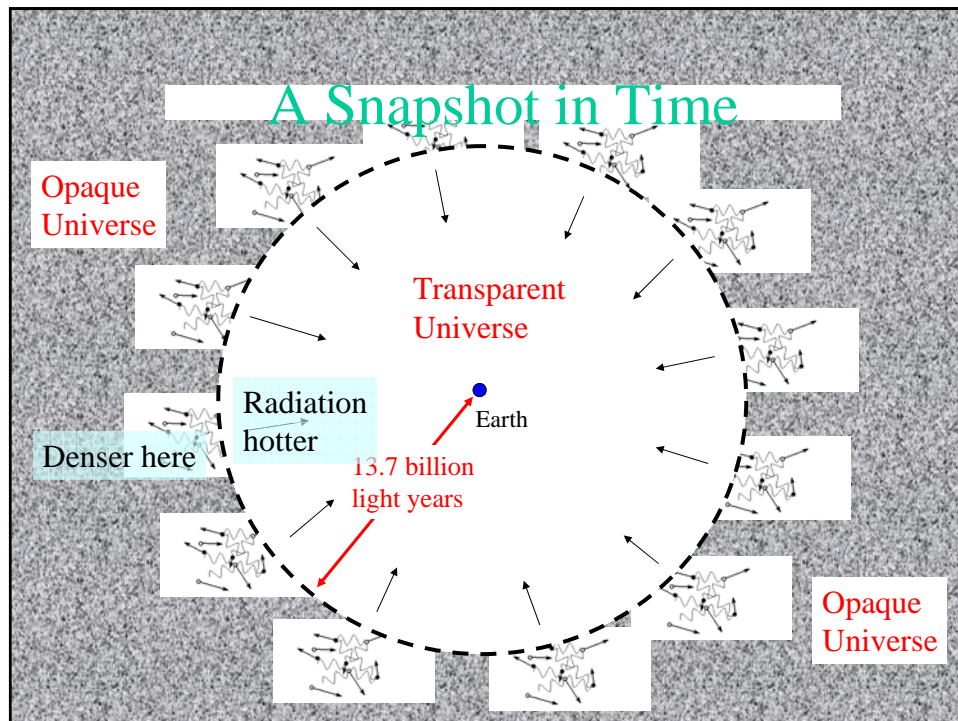 A Snapshot in Time
Opaque
Universe
Transparent
Universe
Earth
Radiation
hotter
Denser here
13.7 billion
light years
Opaque
Universe